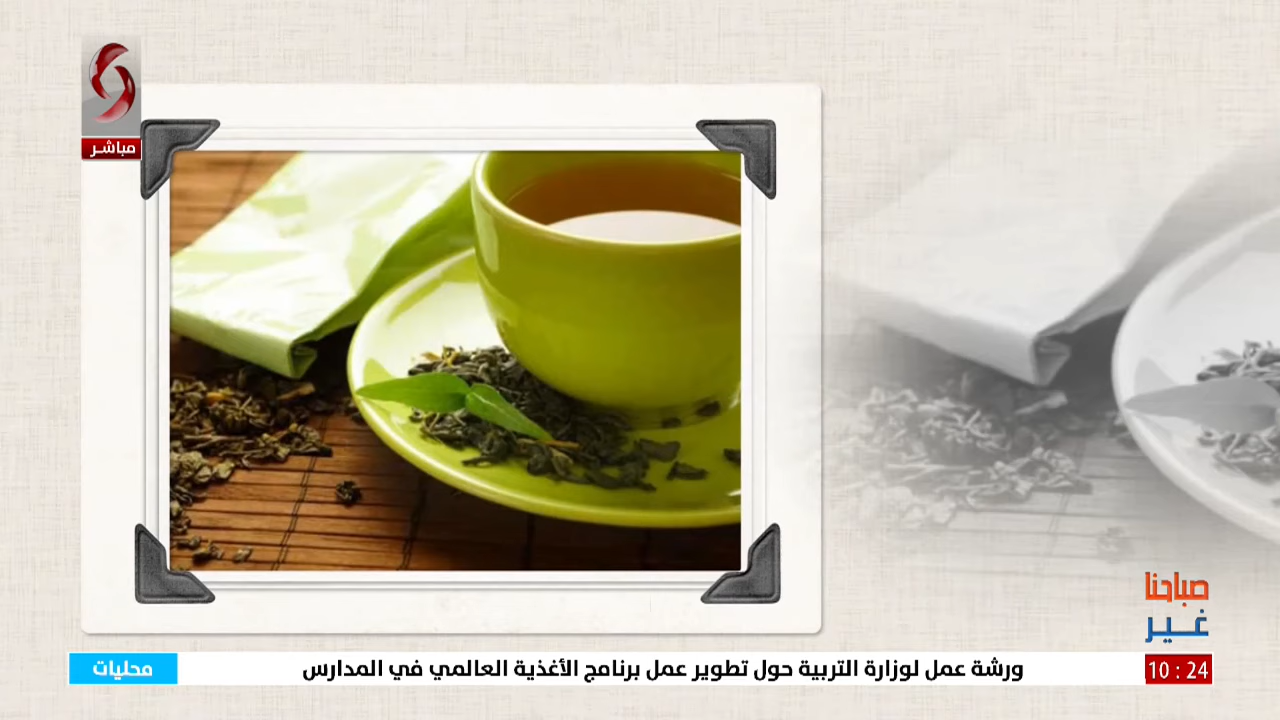 مباشر
صباحنا
غير
محليات
ورشة عمل لوزارة التربية حول تطوير عمل برنامج الأغذية العالمي في المدارس
10 : 24